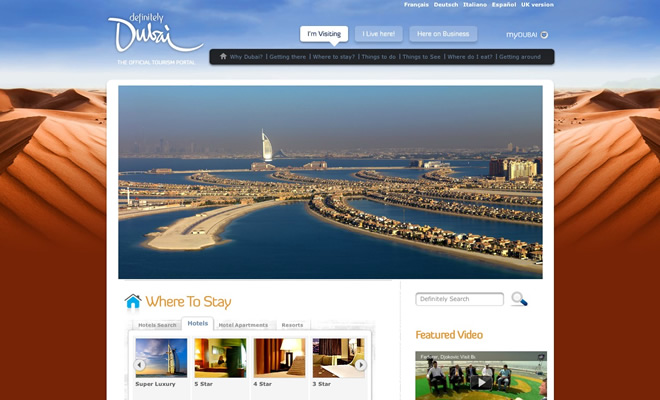 Français Deutsch Italiano Español UK version
definitely
Dubai
THE OFFICIAL TOURISM PORTAL
I'm Visiting I Live here! Here on Business
myDUBAI
Why Dubai? Getting there Where to stay? Things to do Things to See Where do I eat? Getting around
Where To Stay
Definitely Search
Hotels Search Hotels Hotel Apartments Resorts
Featured Video
Super Luxury 5 Star 4 Star 3 Star
Federer, Djokovic Visit Bu